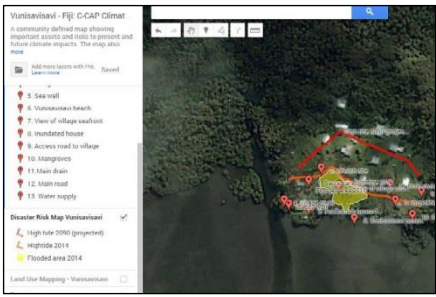 Vunisavisavi - Fiji: C-CAP Climat
A community defined map showing
important assets and risks to present and
future climate impacts. The map also
more
Add more layers with Pro.
Learn more
Saved
5. Sea wall
6. Vunisavisavi beach
7. View of village seafront
8. Inundated house
9. Access road to village
10. Mangroves
11.Main drain
12. Main road
13. Water supply
Disaster Risk Map Vunisavisavi
High tide 2090 (projected)
Hightide 2014
Flooded area 2014
Land Use Mapping - Vunisavisavi